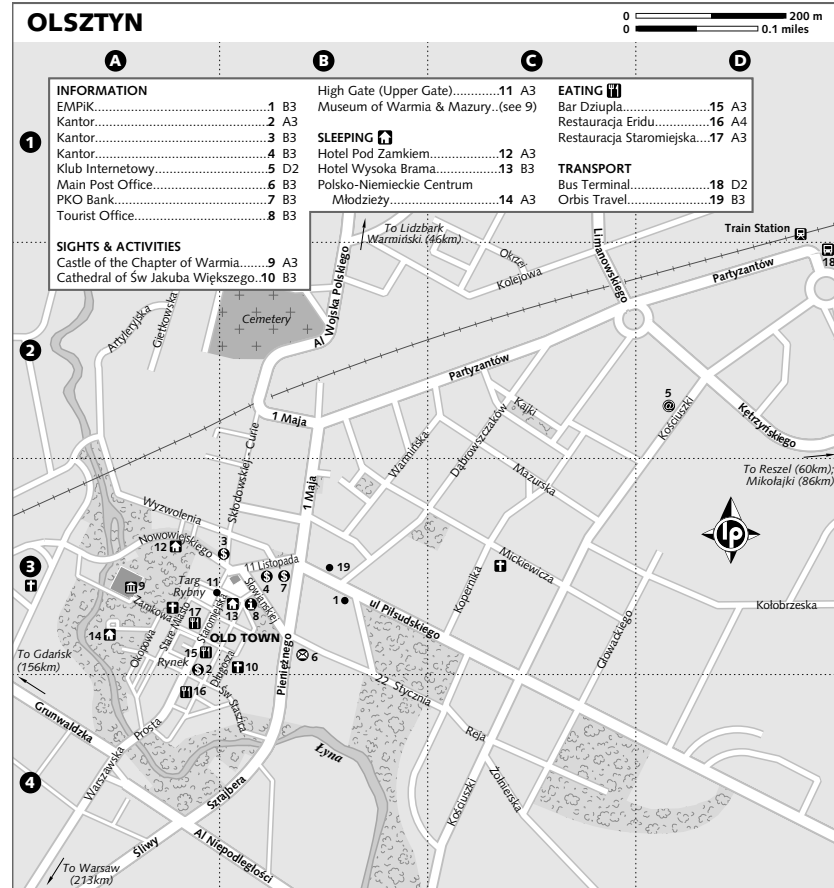 OLSZTYN
0 200 m
0 0.1 miles
A B C D
INFORMATION
EMPiK 1 B3
Kantor 2 A3
Kantor 3 B3
Kantor 4 B3
Klub Internetowy 5 D2
Main Post Office 6 B3
PKO Bank 7 B3
Tourist Office 8 B3
SIGHTS & ACTIVITIES
Castle of the Chapter of Warmia 9 A3
Cathedral of Św Jakuba Większego 10 B3
High Gate (Upper Gate) 11 A3
Museum of Warmia & Mazury (see 9)
SLEEPING
Hotel Pod Zamkiem 12 A3
Hotel Wysoka Brama 13 B3
Polsko-Niemieckie Centrum
Młodzieży 14 A3
EATING
Bar Dziupla 15 A3
Restauracja Eridu 16 A4
Restauracja Staromiejska 17 A3
TRANSPORT
Bus Terminal 18 D2
Orbis Travel 19 B3
1
To Lidzbark
Warmiński (46km)
Train Station
18
Okrzei
Kolejowa
Limanowskiego
Partyzantów
Artyleryjska
Gietkowska
Cemetery
Al Wojska Polskiego
2
Partyzantów
5
@
Kościuszki
Kętrzyńskiego
Kajki
1 Maja
Warmińska
Dąbrowszczaków
Mazurska
To Reszel (60km);
Mikołajki (86km)
Skłodowskiej - Curie
1 Maja
Wyzwolenia
Nowowiejskiego
3
12
3
11 Listopada
19
Mickiewicza
lp
9
Targ
Rybny
11
4 7
Słowiańskiej
Zamkowa
17
13 8
1
ul Piłsudskiego
Kopernika
Kołobrzeska
Głowackiego
Stare Miasto
Staromiejska
14
OLD TOWN
Okopowa
15
Rynek
2
Długosza
10
6
Pieniężnego
To Gdańsk
(156km)
16
Św Staszica
22 Stycznia
Grunwaldzka
Prosta
Reja
Łyna
4
Warszawska
Szrajbera
Kościuszki
Żołnierska
Śliwy
Al Niepodległości
To Warsaw
(213km)